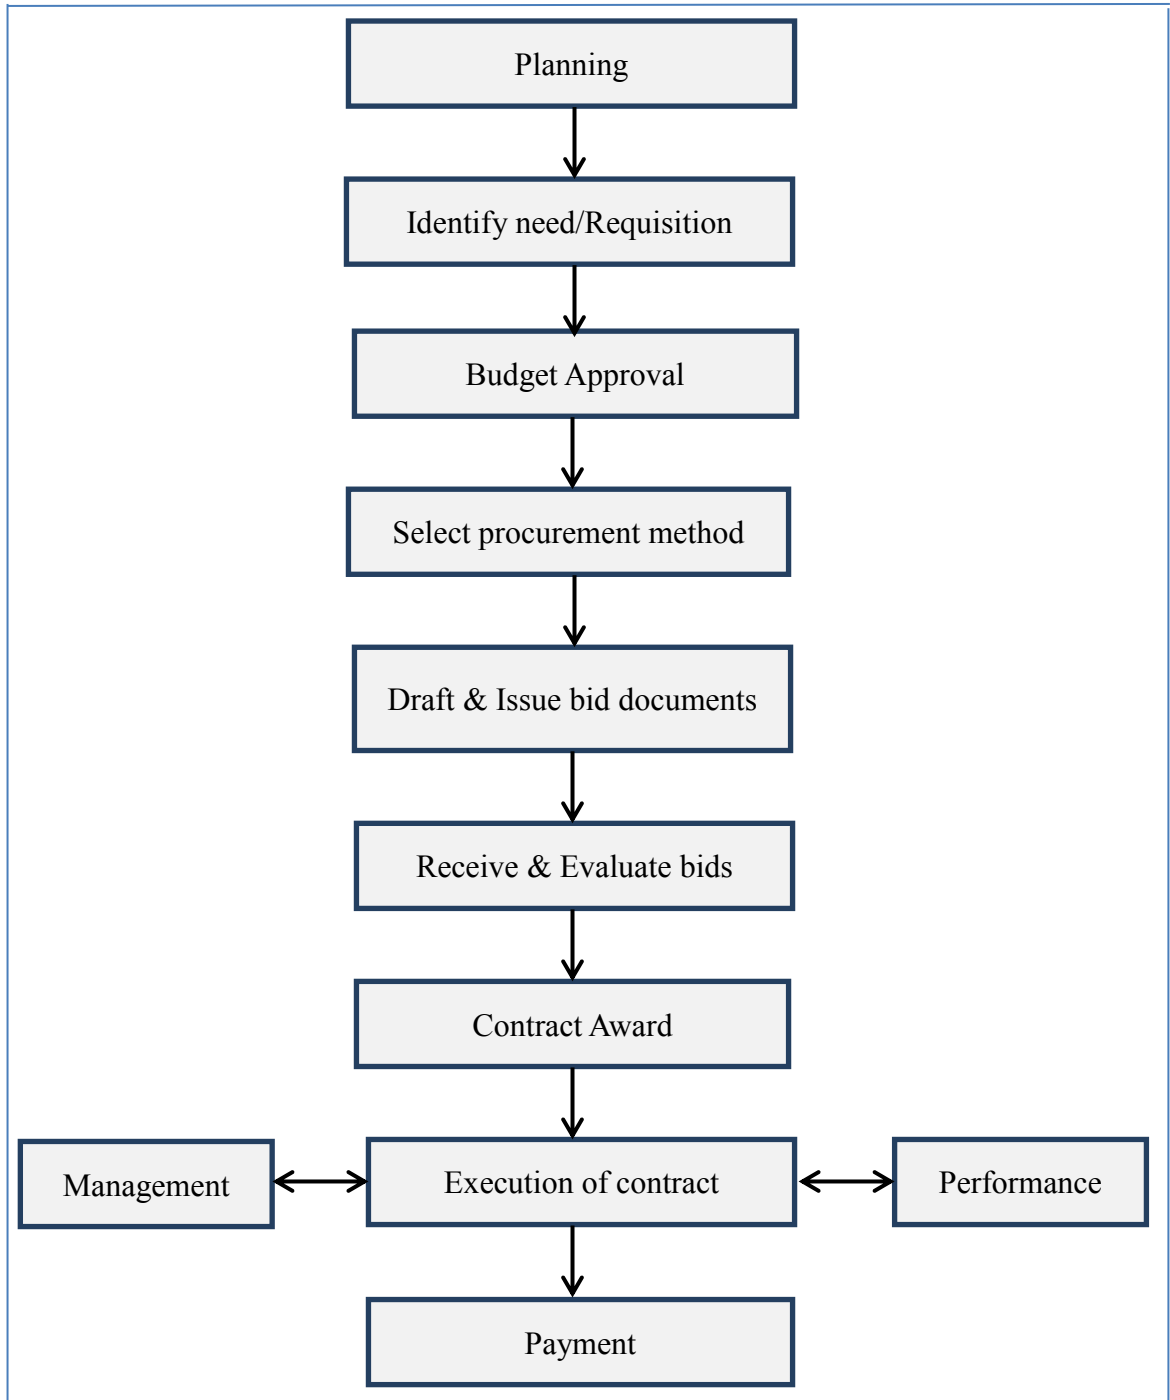 Planning
Identify need/Requisition
Budget Approval
Select procurement method
Draft & Issue bid documents
Receive & Evaluate bids
Contract Award
Management
Execution of contract
Performance
Payment